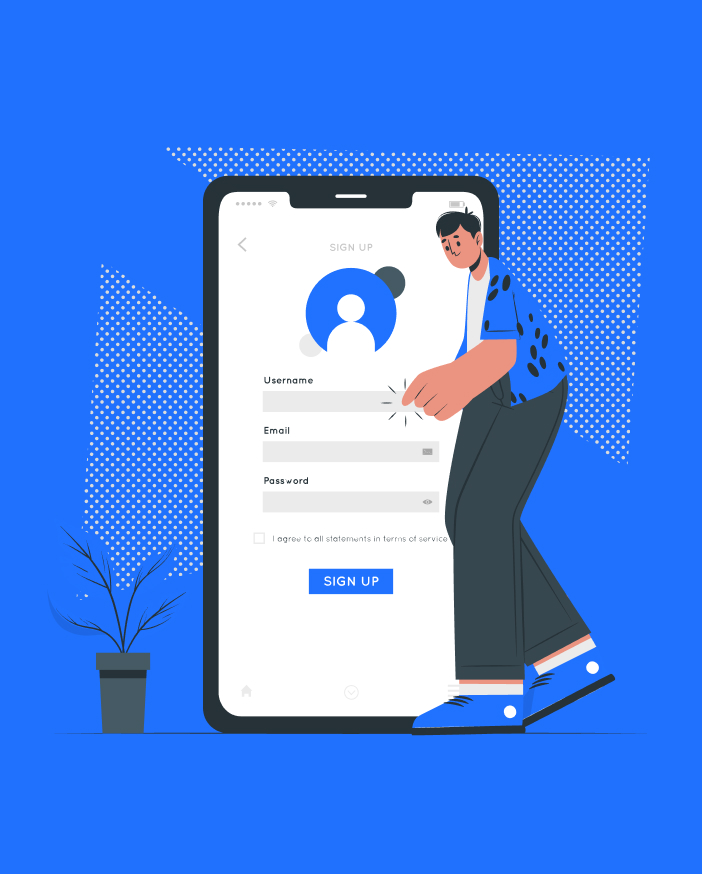 SIGN UP
Username
Email
Password
I agree to all statements in terms of service
SIGN UP